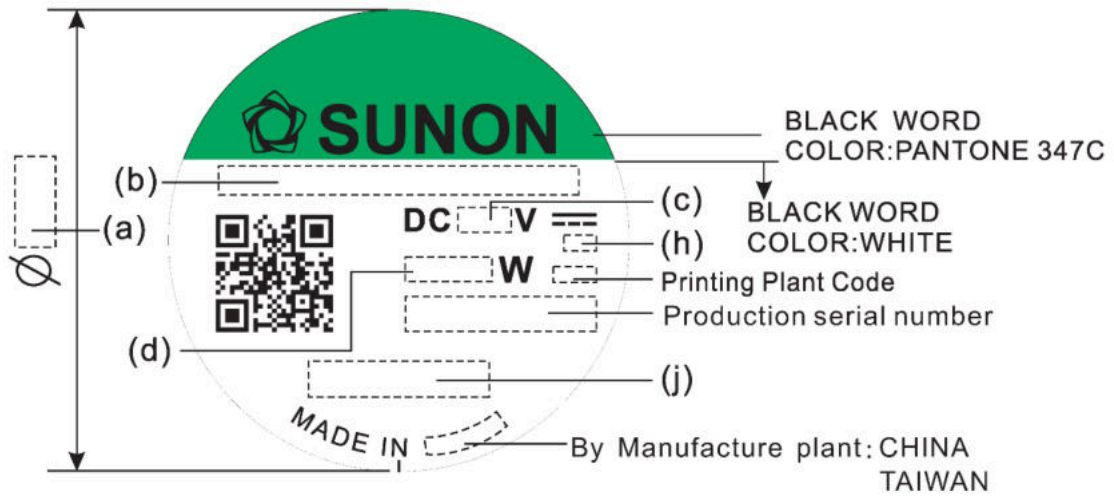 SUNON
BLACK WORD
COLOR:PANTONE 347C
(b)
(c)
DC V
BLACK WORD
COLOR:WHITE
(a)
(h)
Ø
W
Printing Plant Code
Production serial number
(d)
(j)
MADE IN
By Manufacture plant: CHINA
TAIWAN